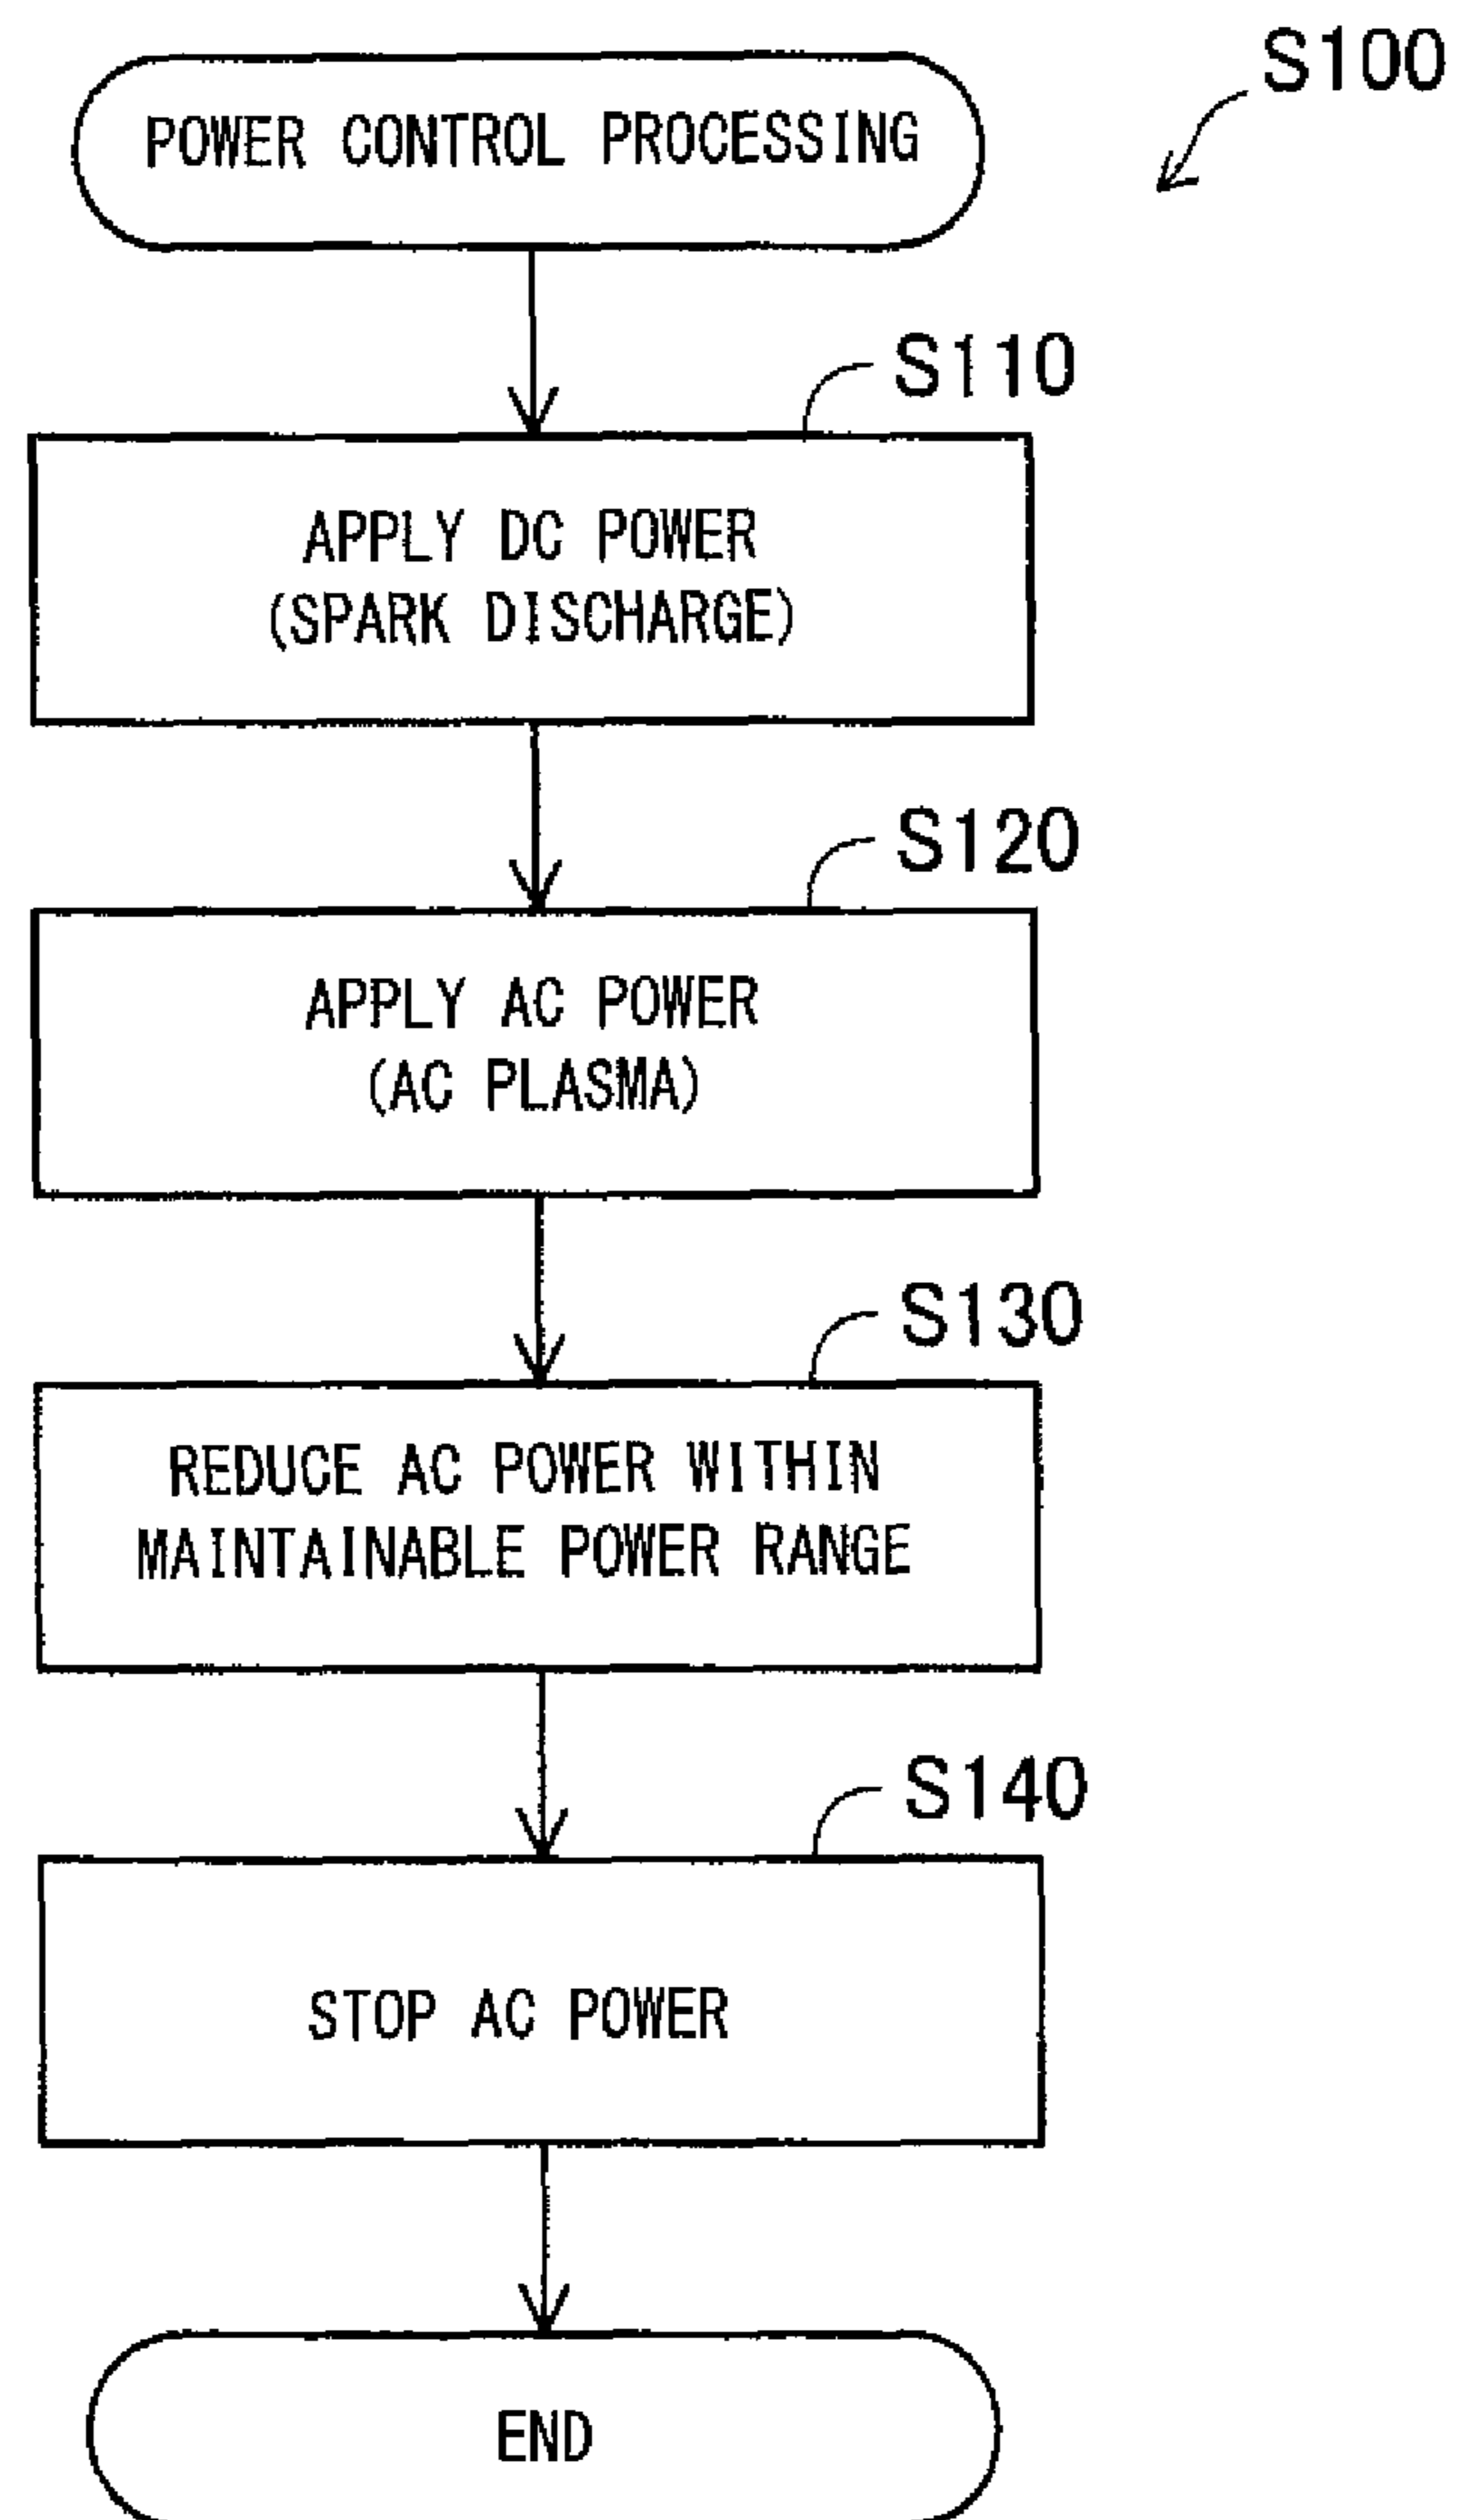 S100
POWER CONTROL PROCESSING
S110
APPLY DC POWER
(SPARK DISCHARGE)
S120
APPLY AC POWER
(AC PLASMA)
S130
REDUCE AC POWER WITHIN
MAINTAINABLE POWER RANGE
S140
STOP AC POWER
END